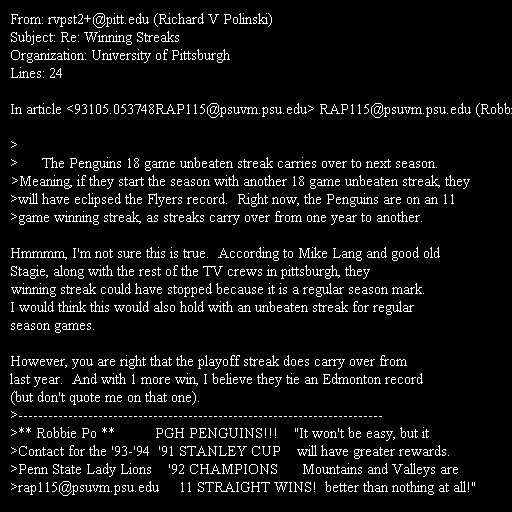 From: rvpst2+@pitt.edu (Richard V Polinski)
Subject: Re: Winning Streaks
Organization: University of Pittsburgh
Lines: 24

In article <93105.053748RAP115@psuvm.psu.edu> RAP115@psuvm.psu.edu (Robb

>
>      The Penguins 18 game unbeaten streak carries over to next season.
>Meaning, if they start the season with another 18 game unbeaten streak, they
>will have eclipsed the Flyers record.  Right now, the Penguins are on an 11
>game winning streak, as streaks carry over from one year to another.

Hmmmm, I'm not sure this is true.  According to Mike Lang and good old
Stagie, along with the rest of the TV crews in pittsburgh, they
winning streak could have stopped because it is a regular season mark.
I would think this would also hold with an unbeaten streak for regular
season games.

However, you are right that the playoff streak does carry over from
last year.  And with 1 more win, I believe they tie an Edmonton record
(but don't quote me on that one).
>-------------------------------------------------------------------------
>** Robbie Po **          PGH PENGUINS!!!    "It won't be easy, but it
>Contact for the '93-'94  '91 STANLEY CUP    will have greater rewards.
>Penn State Lady Lions    '92 CHAMPIONS      Mountains and Valleys are
>rap115@psuvm.psu.edu     11 STRAIGHT WINS!  better than nothing at all!"